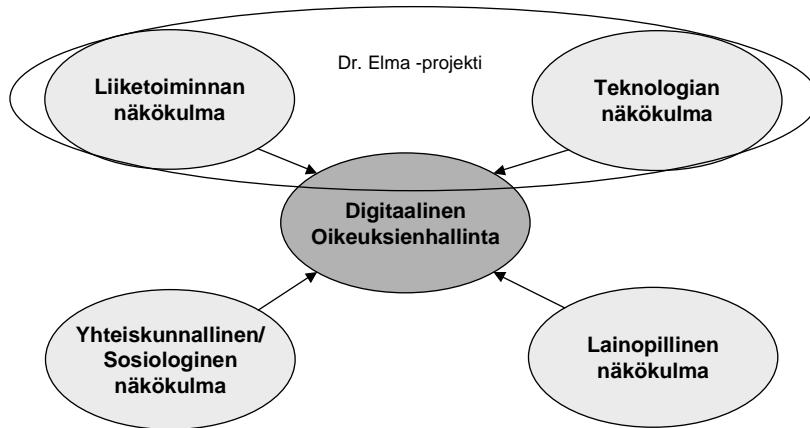 Dr. Elma -projekti
Liiketoiminnan
näkökulma
Teknologian
näkökulma
Digitaalinen
Oikeuksienhallinta
Yhteiskunnallinen/
Sosiologinen
näkökulma
Lainopillinen
näkökulma